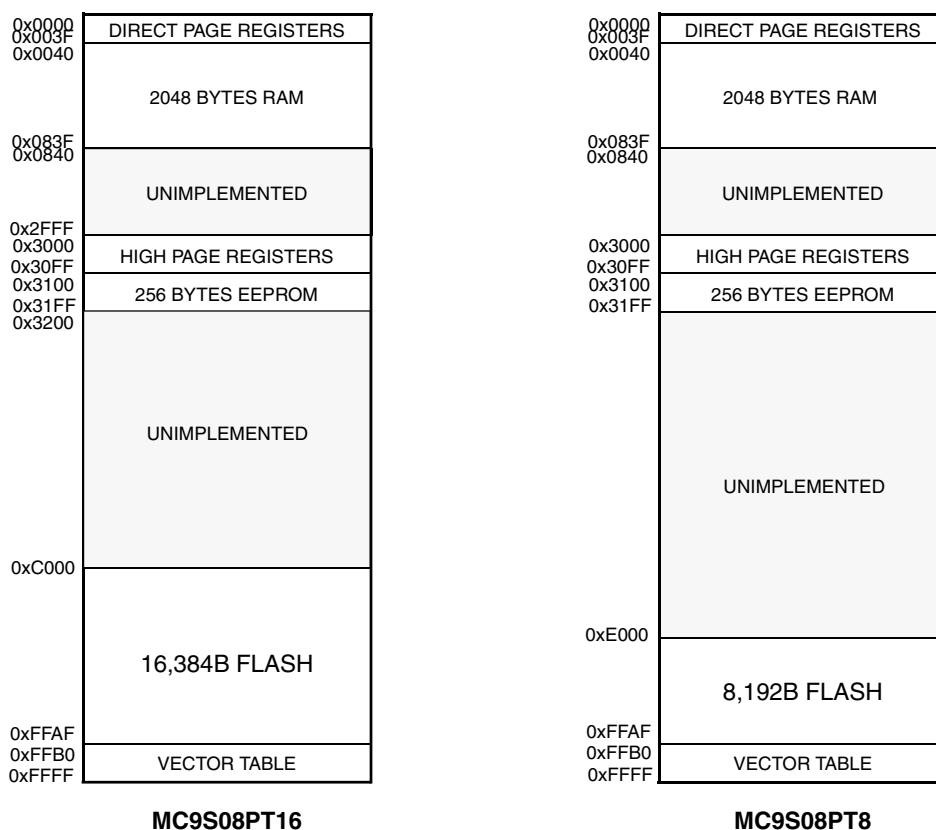 0x0000
DIRECT PAGE REGISTERS
0x003F
0x0040
2048 BYTES RAM
0x083F
0x0840
UNIMPLEMENTED
0x2FFF
0x3000
HIGH PAGE REGISTERS
0x30FF
0x3100
256 BYTES EEPROM
0x31FF
0x3200
UNIMPLEMENTED
0xC000
16,384B FLASH
0xFFAF
0xFFB0
VECTOR TABLE
0xFFFF
MC9S08PT16
0x0000
DIRECT PAGE REGISTERS
0x003F
0x0040
2048 BYTES RAM
0x083F
0x0840
UNIMPLEMENTED
0x3000
HIGH PAGE REGISTERS
0x30FF
0x3100
256 BYTES EEPROM
0x31FF
UNIMPLEMENTED
0xE000
8,192B FLASH
0xFFAF
0xFFB0
VECTOR TABLE
0xFFFF
MC9S08PT8